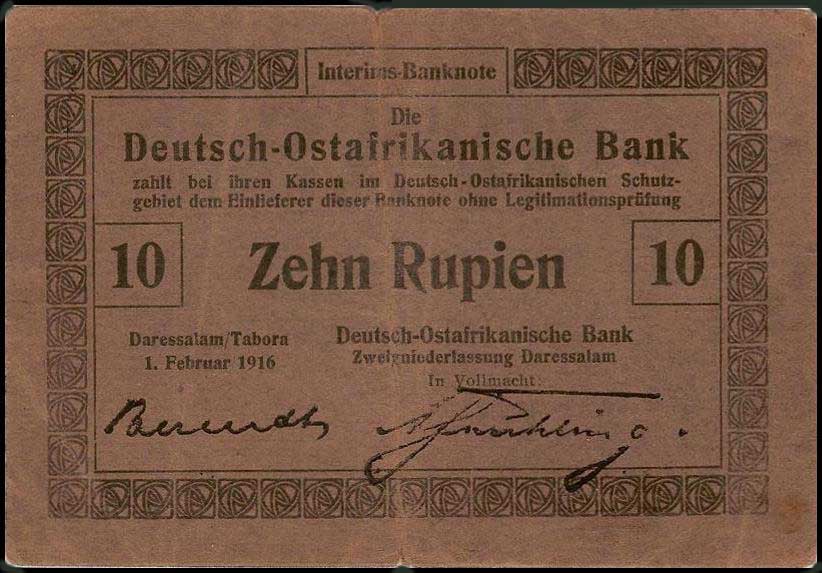 Interims-Banknote
Die
Deutsch-Ostafrikanische Bank
zahlt bei ihren Kassen im Deutsch-Ostafrikanischen Schutz-
gebiet dem Einlieferer dieser Banknote ohne Legitimationsprüfung
10 Zehn Rupien 10
Daressalam/Tabora
1. Februar 1916
Deutsch-Ostafrikanische Bank
Zweigniederlassung Daressalam
In Vollmacht:
Berendt